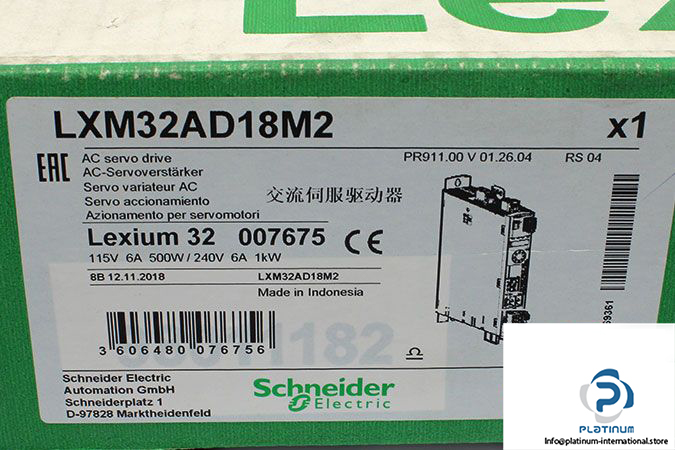 LXM32AD18M2 x1
EAC AC servo drive PR911.00 V 01.26.04 RS 04
AC-Servoverstärker
Servo variateur AC
Servo accionamiento 交流伺服驱动器
Azionamento per servomotori
Lexium 32 007675 CE
115V 6A 500W / 240V 6A 1kW
8B 12.11.2018 LXM32AD18M2
Made in Indonesia
3 606480 076756
Schneider Electric
Automation GmbH
Schneiderplatz 1
D-97828 Marktheidenfeld
Schneider
Electric
PLATINUM
Info@platinum-international.store